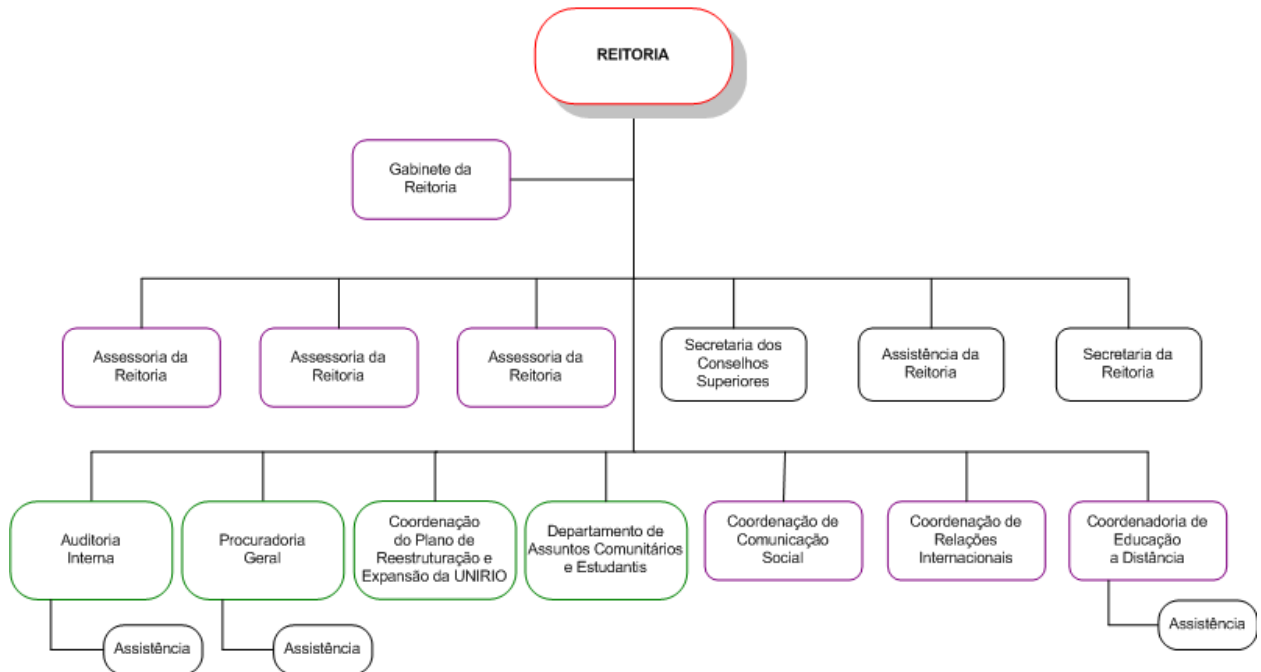 REITORIA
Gabinete da
Reitoria
Assessoria da
Reitoria
Assessoria da
Reitoria
Assessoria da
Reitoria
Secretaria dos
Conselhos
Superiores
Assistência da
Reitoria
Secretaria da
Reitoria
Auditoria
Interna
Procuradoria
Geral
Coordenação
do Plano de
Reestruturação e
Expansão da UNIRIO
Departamento de
Assuntos Comunitários
e Estudantis
Coordenação de
Comunicação
Social
Coordenação de
Relações
Internacionais
Coordenadoria de
Educação
a Distância
Assistência
Assistência
Assistência